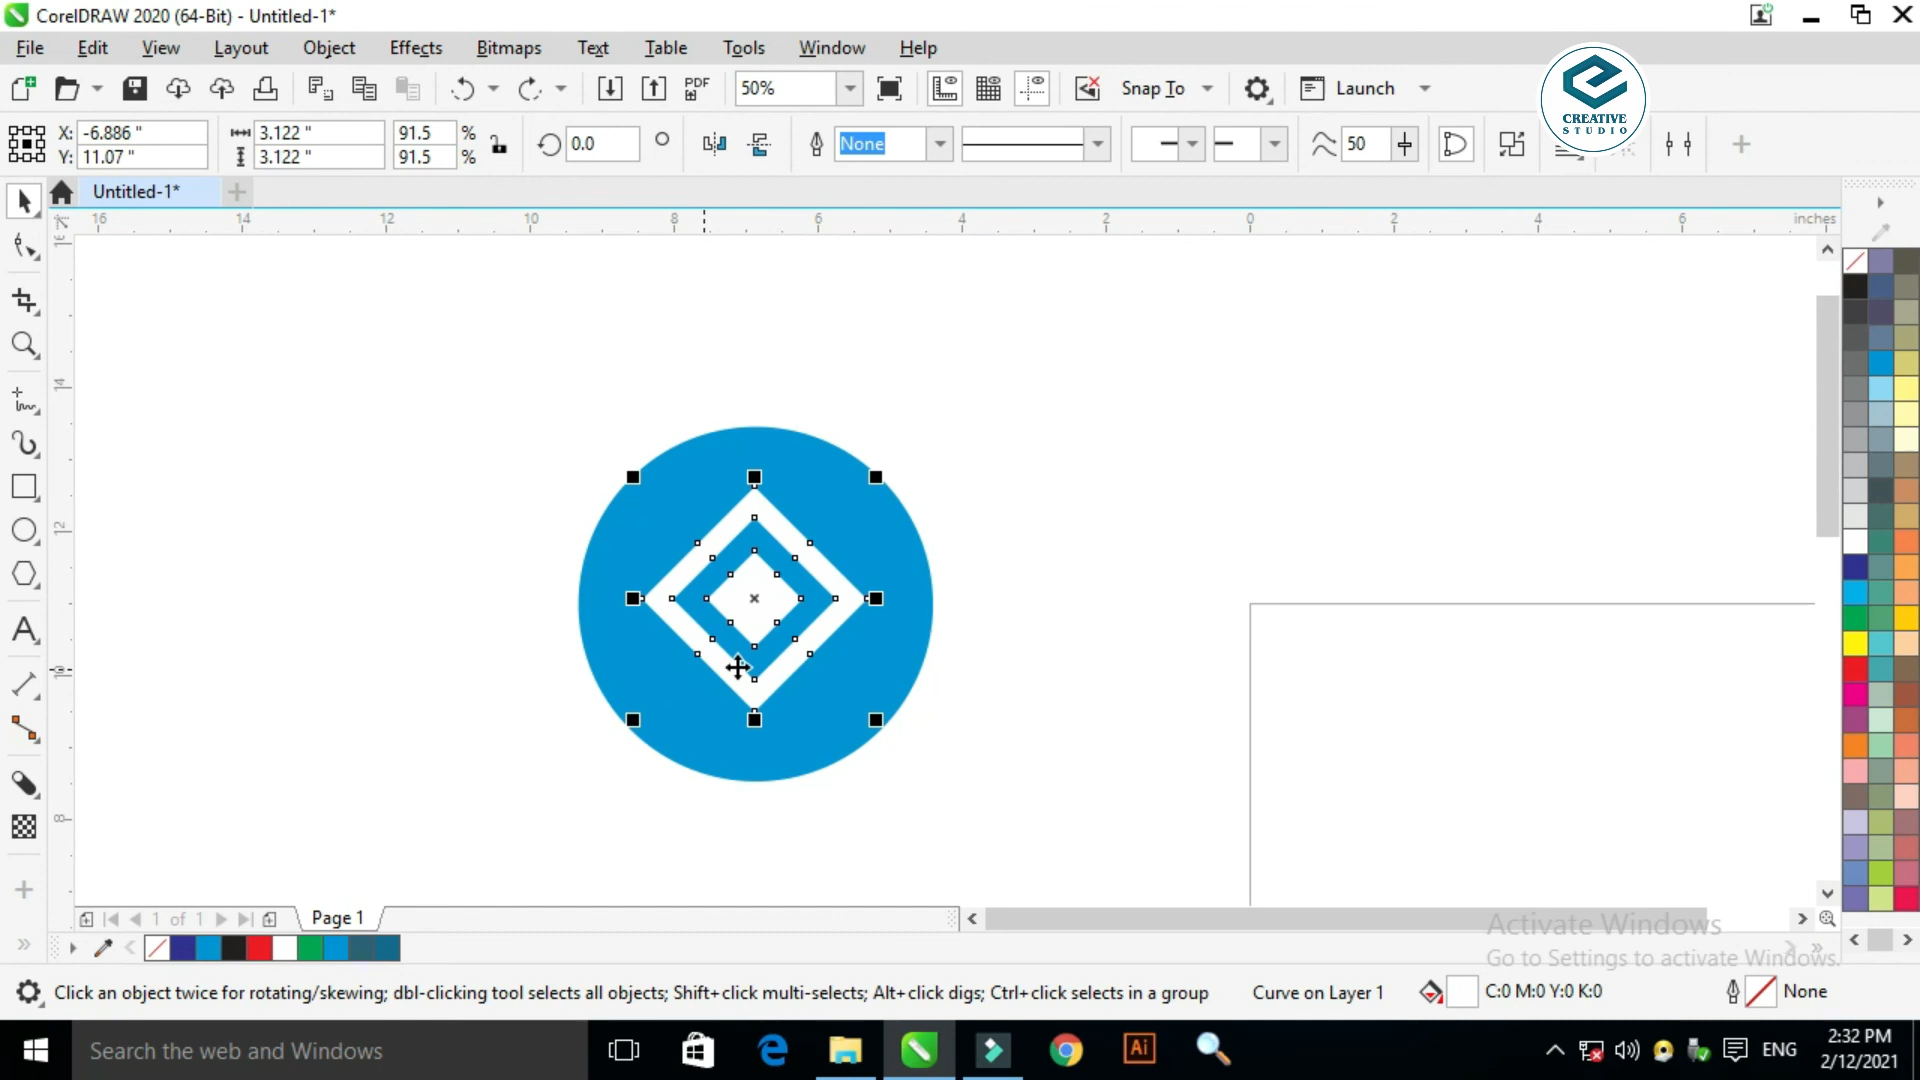 CorelDRAW 2020 (64-Bit) - Untitled-1*
File Edit View Layout Object Effects Bitmaps Text Table Tools Window Help
PDF 50% Snap To Launch
X: -6.886 " 3.122 " 91.5 % 0.0 None 50
Y: 11.07 " 3.122 " 91.5 %
CREATIVE
STUDIO
Untitled-1*
16 14 12 10 8 6 4 2 0 2 4 6 inches
14
12
10
8
1 of 1 Page 1
Activate Windows
Go to Settings to activate Windows.
Click an object twice for rotating/skewing; dbl-clicking tool selects all objects; Shift+click multi-selects; Alt+click digs; Ctrl+click selects in a group Curve on Layer 1 C:0 M:0 Y:0 K:0 None
Search the web and Windows Ai ENG 2:32 PM
2/12/2021